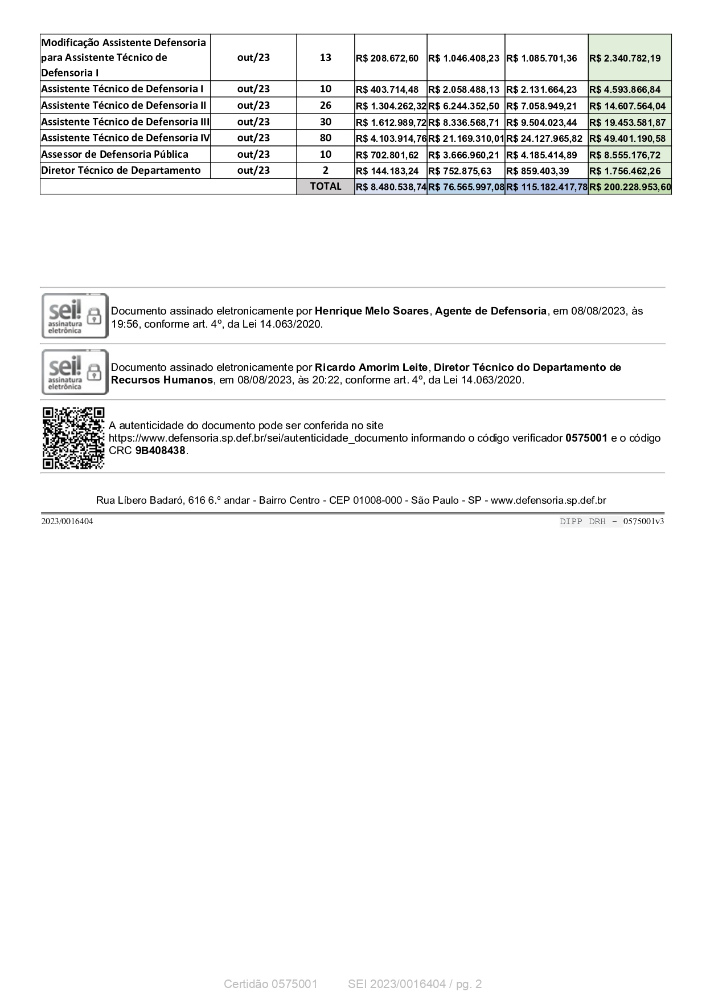 Modificação Assistente Defensoria
para Assistente Técnico de
Defensoria I
out/23 13 R$ 208.672,60 R$ 1.046.408,23 R$ 1.085.701,36 R$ 2.340.782,19
Assistente Técnico de Defensoria I out/23 10 R$ 403.714,48 R$ 2.058.488,13 R$ 2.131.664,23 R$ 4.593.866,84
Assistente Técnico de Defensoria II out/23 26 R$ 1.304.262,32 R$ 6.244.352,50 R$ 7.058.949,21 R$ 14.607.564,04
Assistente Técnico de Defensoria III out/23 30 R$ 1.612.989,72 R$ 8.336.568,71 R$ 9.504.023,44 R$ 19.453.581,87
Assistente Técnico de Defensoria IV out/23 80 R$ 4.103.914,76 R$ 21.169.310,01 R$ 24.127.965,82 R$ 49.401.190,58
Assessor de Defensoria Pública out/23 10 R$ 702.801,62 R$ 3.666.960,21 R$ 4.185.414,89 R$ 8.555.176,72
Diretor Técnico de Departamento out/23 2 R$ 144.183,24 R$ 752.875,63 R$ 859.403,39 R$ 1.756.462,26
TOTAL R$ 8.480.538,74 R$ 76.565.997,08 R$ 115.182.417,78 R$ 200.228.953,60
sei!
assinatura
eletrônica
Documento assinado eletronicamente por Henrique Melo Soares, Agente de Defensoria, em 08/08/2023, às
19:56, conforme art. 4º, da Lei 14.063/2020.
sei!
assinatura
eletrônica
Documento assinado eletronicamente por Ricardo Amorim Leite, Diretor Técnico do Departamento de
Recursos Humanos, em 08/08/2023, às 20:22, conforme art. 4º, da Lei 14.063/2020.
A autenticidade do documento pode ser conferida no site
https://www.defensoria.sp.def.br/sei/autenticidade_documento informando o código verificador 0575001 e o código
CRC 9B408438.
Rua Líbero Badaró, 616 6.º andar - Bairro Centro - CEP 01008-000 - São Paulo - SP - www.defensoria.sp.def.br
2023/0016404 DIPP DRH - 0575001v3
Certidão 0575001 SEI 2023/0016404 / pg. 2